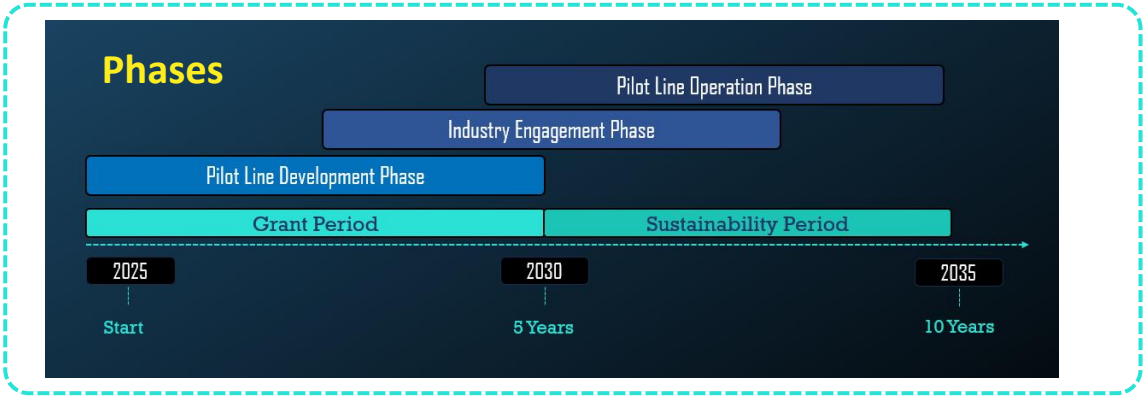 Phases
Pilot Line Operation Phase
Industry Engagement Phase
Pilot Line Development Phase
Grant Period
Sustainability Period
2025
2030
2035
Start
5 Years
10 Years